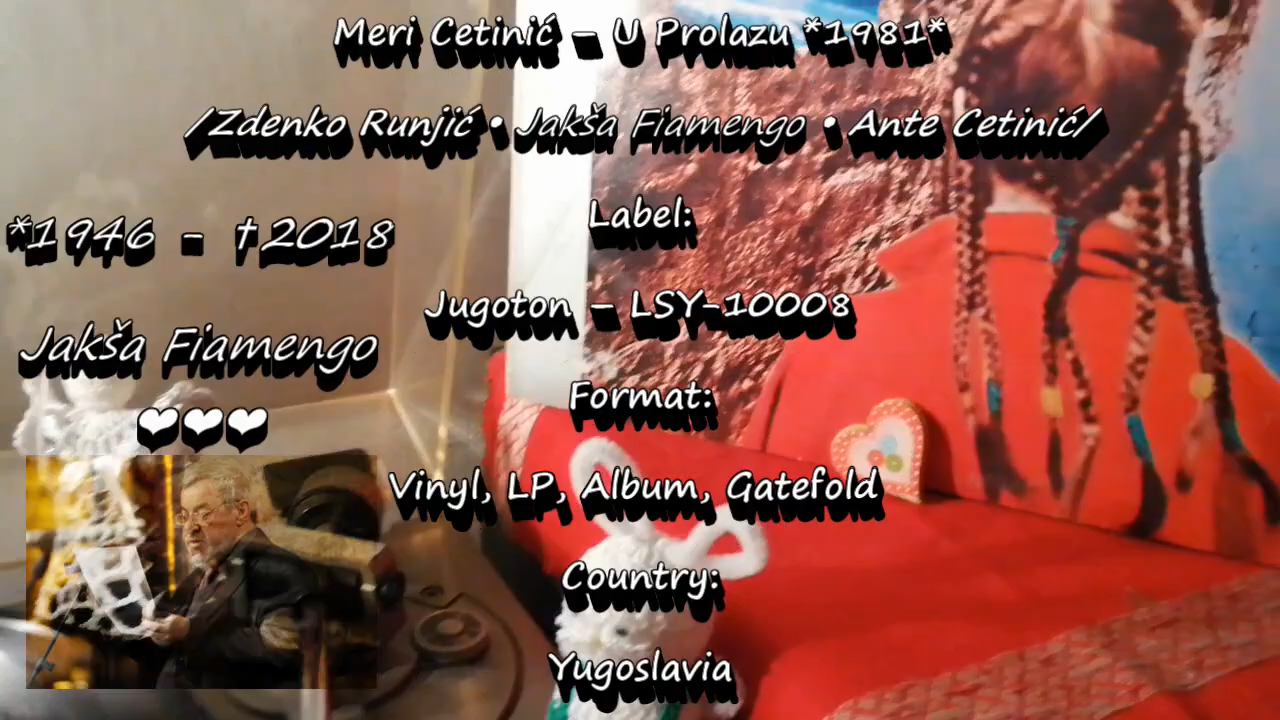 Meri Cetinić – U Prolazu *1981*
/Zdenko Runjić • Jakša Fiamengo • Ante Cetinić/
*1946 - †2018
Jakša Fiamengo
❤❤❤
Label:
Jugoton – LSY-10008
Format:
Vinyl, LP, Album, Gatefold
Country:
Yugoslavia